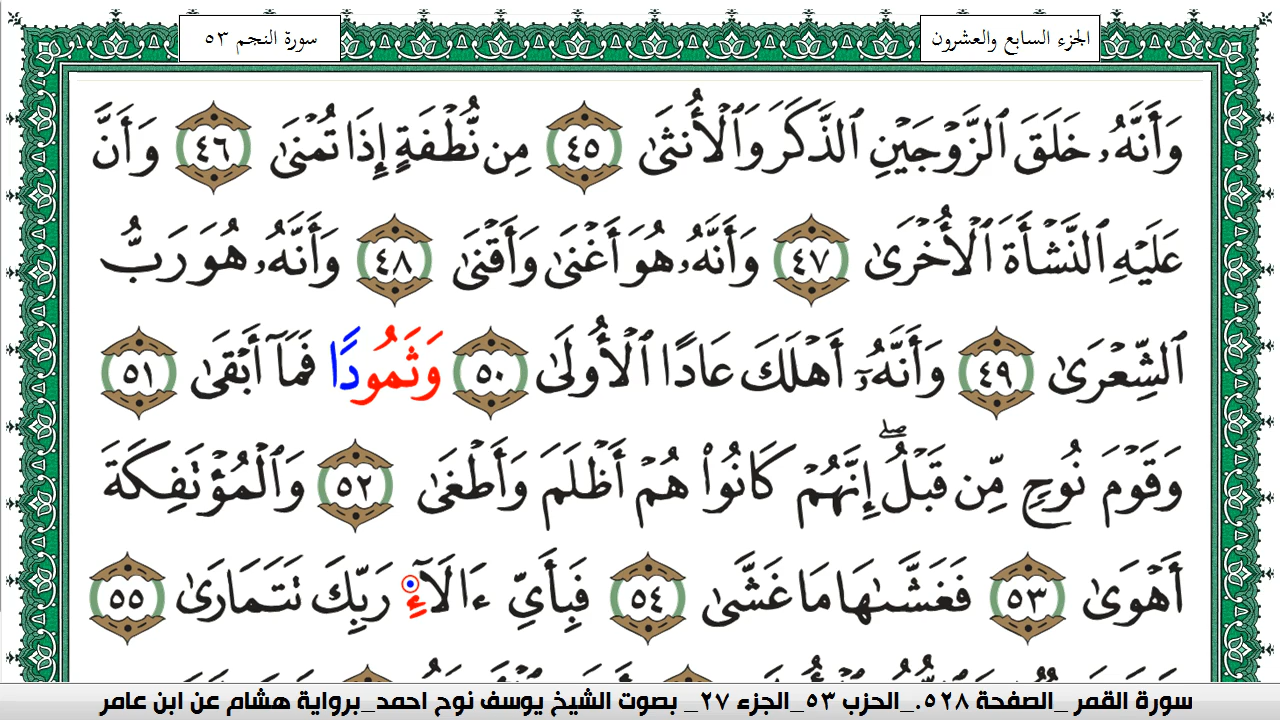 الجزء السابع والعشرون
سورة النجم ٥٣
وَأَنَّهُۥ خَلَقَ ٱلزَّوْجَيْنِ ٱلذَّكَرَ وَٱلْأُنثَىٰ ٤٥ مِن نُّطْفَةٍ إِذَا تُمْنَىٰ ٤٦ وَأَنَّ
عَلَيْهِ ٱلنَّشْأَةَ ٱلْأُخْرَىٰ ٤٧ وَأَنَّهُۥ هُوَ أَغْنَىٰ وَأَقْنَىٰ ٤٨ وَأَنَّهُۥ هُوَ رَبُّ
ٱلشِّعْرَىٰ ٤٩ وَأَنَّهُۥٓ أَهْلَكَ عَادًا ٱلْأُولَىٰ ٥٠ وَثَمُودًا فَمَآ أَبْقَىٰ ٥١
وَقَوْمَ نُوحٍ مِّن قَبْلُۖ إِنَّهُمْ كَانُوا۟ هُمْ أَظْلَمَ وَأَطْغَىٰ ٥٢ وَٱلْمُؤْتَفِكَةَ
أَهْوَىٰ ٥٣ فَغَشَّىٰهَا مَا غَشَّىٰ ٥٤ فَبِأَيِّ ءَالَآءِ رَبِّكَ تَتَمَارَىٰ ٥٥
سورة القمر _الصفحة ٥٢٨._الحزب ٥٣_الجزء ٢٧_ بصوت الشيخ يوسف نوح احمد_برواية هشام عن ابن عامر